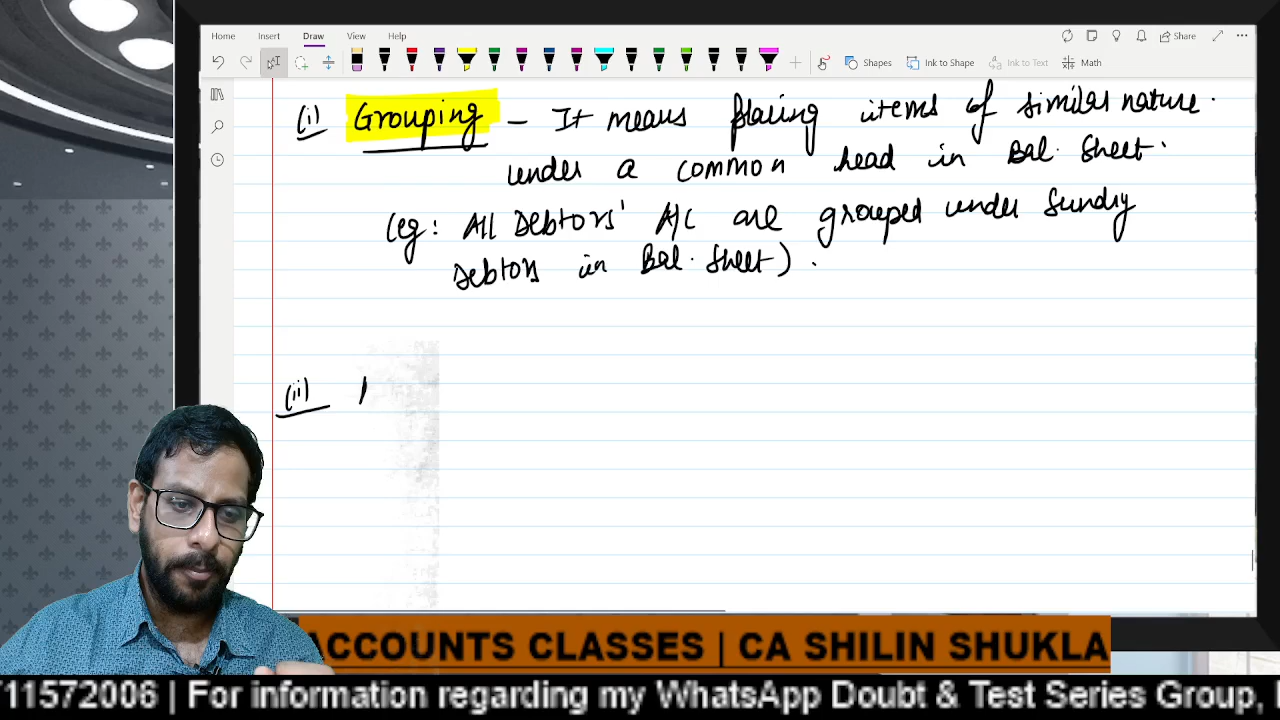 Home Insert Draw View Help Share
Shapes Ink to Shape Ink to Text Math
(i) Grouping - It means placing items of similar nature.
under a common head in Bal. Sheet.
(eg: All Debtors' A/C are grouped under Sundry
Debtors in Bal. Sheet).
(ii)
ACCOUNTS CLASSES | CA SHILIN SHUKLA
11572006 | For information regarding my WhatsApp Doubt & Test Series Group,